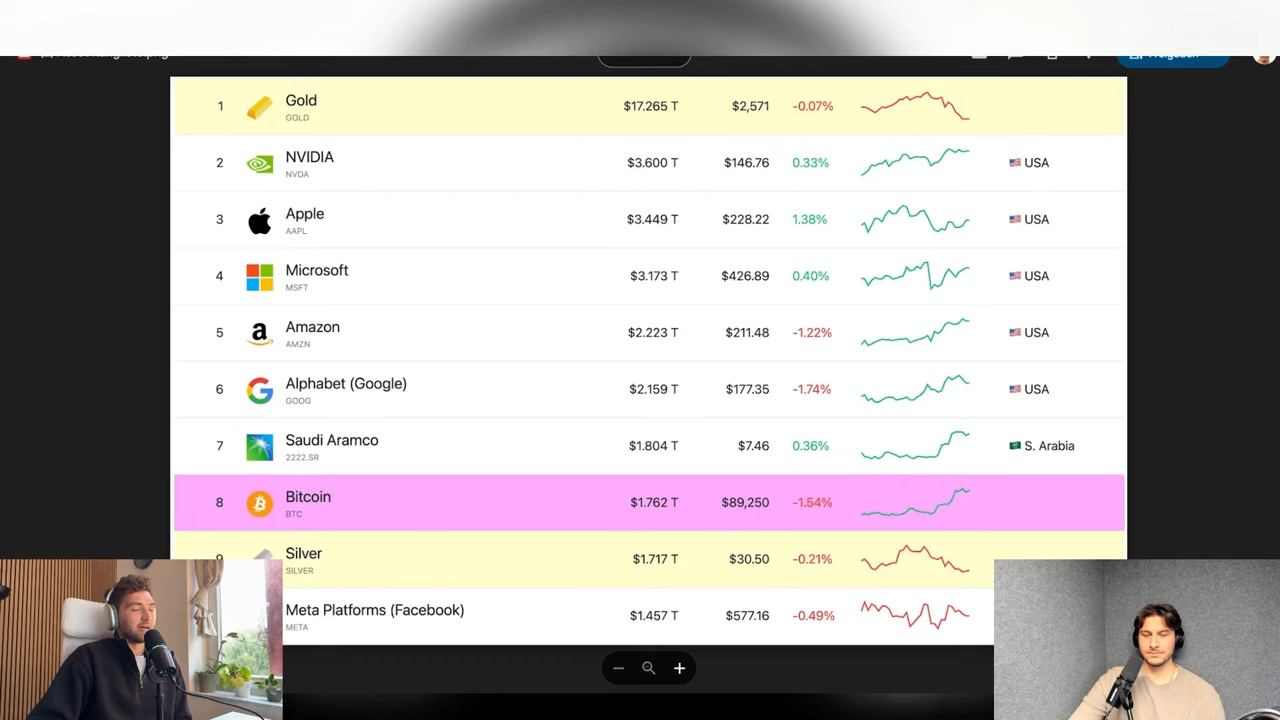 1 Gold $17.265 T $2,571 -0.07%
GOLD
2 NVIDIA $3.600 T $146.76 0.33% USA
NVDA
3 Apple $3.449 T $228.22 1.38% USA
AAPL
4 Microsoft $3.173 T $426.89 0.40% USA
MSFT
5 Amazon $2.223 T $211.48 -1.22% USA
AMZN
6 Alphabet (Google) $2.159 T $177.35 -1.74% USA
GOOG
7 Saudi Aramco $1.804 T $7.46 0.36% S. Arabia
2222.SR
8 Bitcoin $1.762 T $89,250 -1.54%
BTC
9 Silver $1.717 T $30.50 -0.21%
SILVER
Meta Platforms (Facebook) $1.457 T $577.16 -0.49%
META